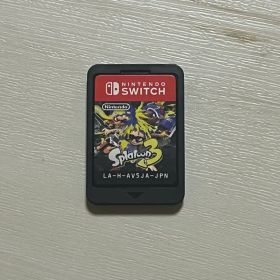 NINTENDO
SWITCH
Nintendo
Splatoon 3
LA-H-AV5JA-JPN